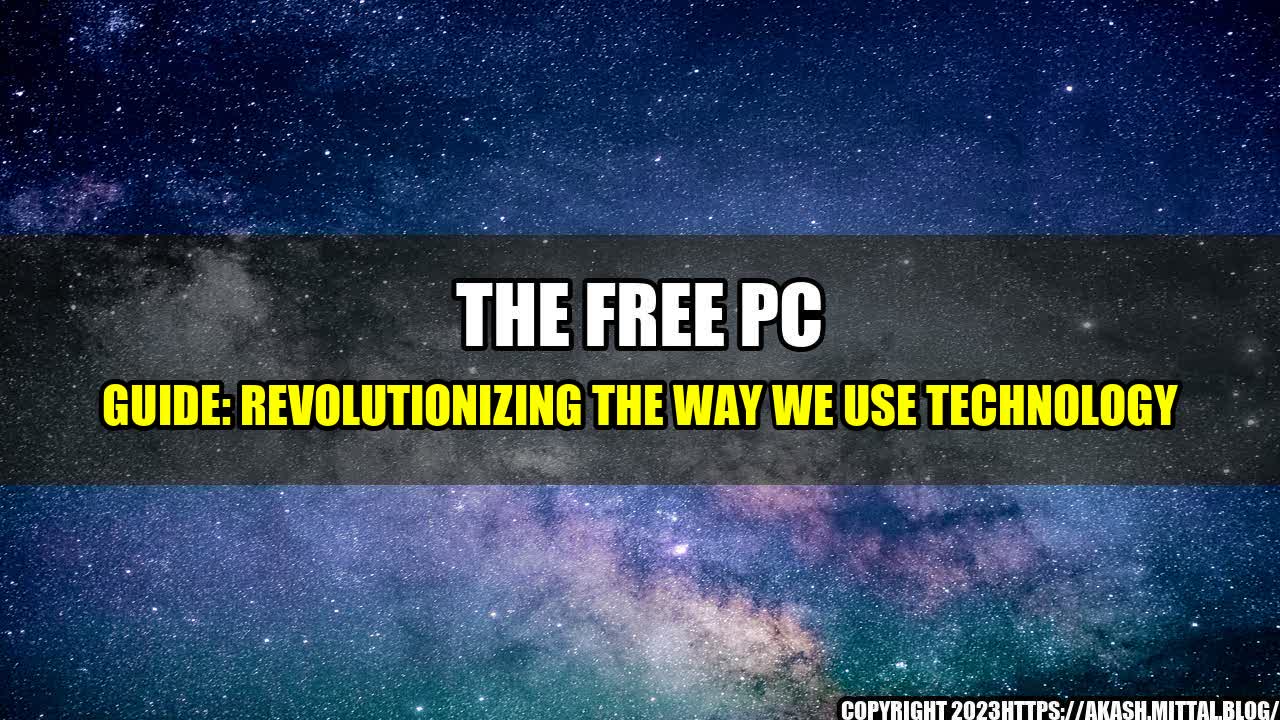 THE FREE PC
GUIDE: REVOLUTIONIZING THE WAY WE USE TECHNOLOGY
COPYRIGHT 2023HTTPS://AKASH.MITTAL.BLOG/